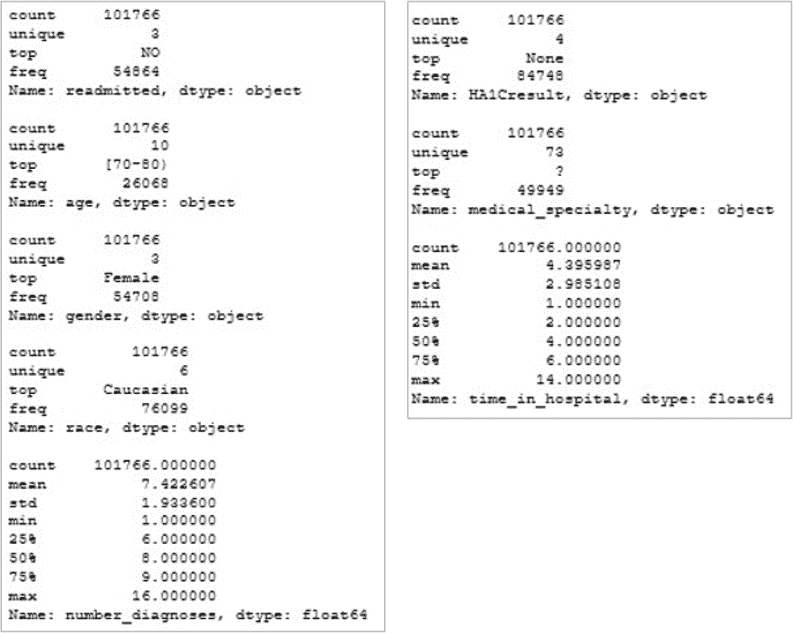 count 101766
unique 3
top NO
freq 54864
Name: readmitted, dtype: object
count 101766
unique 10
top [70-80)
freq 26068
Name: age, dtype: object
count 101766
unique 3
top Female
freq 54708
Name: gender, dtype: object
count 101766
unique 6
top Caucasian
freq 76099
Name: race, dtype: object
count 101766.000000
mean 7.422607
std 1.933600
min 1.000000
25% 6.000000
50% 8.000000
75% 9.000000
max 16.000000
Name: number_diagnoses, dtype: float64
count 101766
unique 4
top None
freq 84748
Name: HA1Cresult, dtype: object
count 101766
unique 73
top ?
freq 49949
Name: medical_specialty, dtype: object
count 101766.000000
mean 4.395987
std 2.985108
min 1.000000
25% 2.000000
50% 4.000000
75% 6.000000
max 14.000000
Name: time_in_hospital, dtype: float64